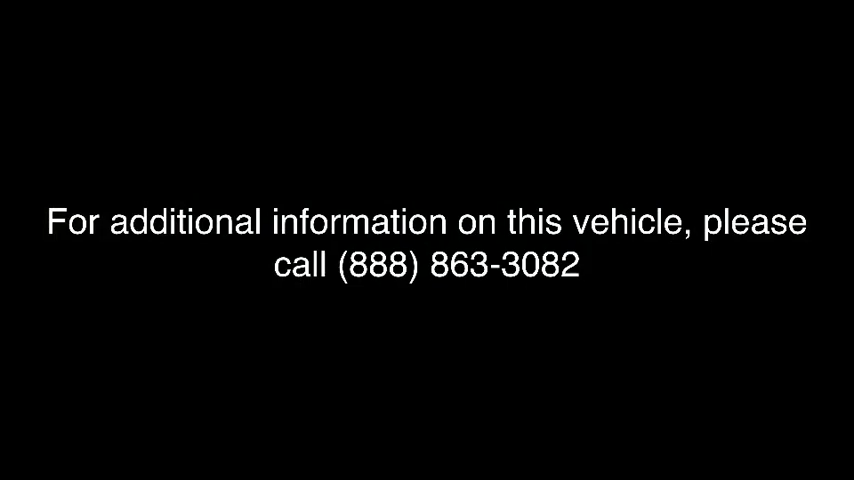 For additional information on this vehicle, please
call (888) 863-3082